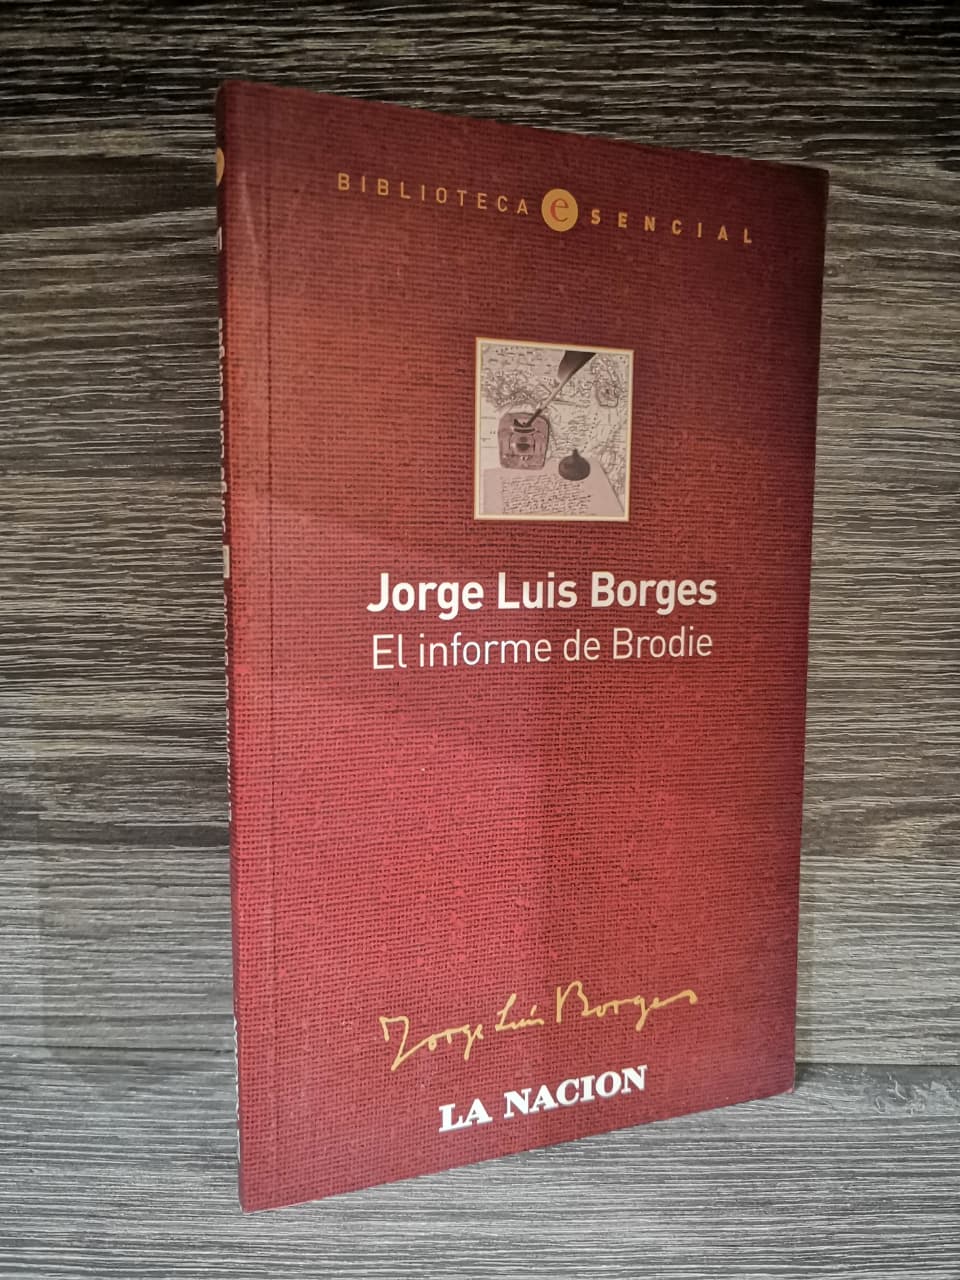 BIBLIOTECA eSENCIAL
Jorge Luis Borges
El informe de Brodie
Jorge Luis Borges
LA NACION